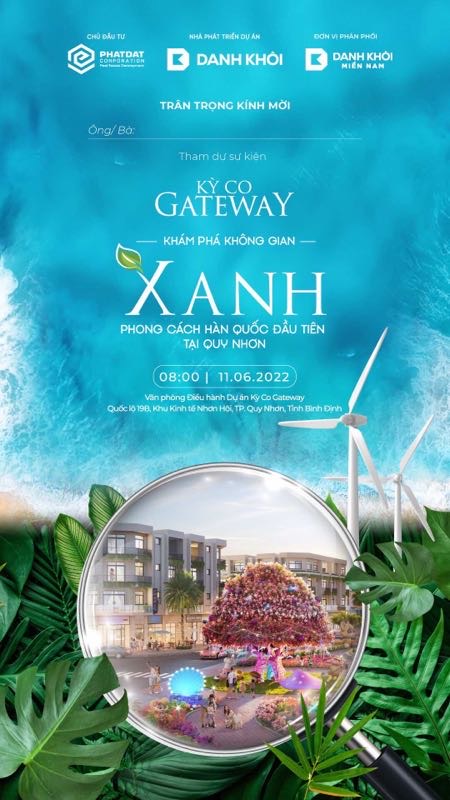 CHỦ ĐẦU TƯ
PHATDAT
CORPORATION
Real Estate Development
NHÀ PHÁT TRIỂN DỰ ÁN
DANH KHÔI
ĐƠN VỊ PHÂN PHỐI
DANH KHÔI
MIỀN NAM
TRÂN TRỌNG KÍNH MỜI
Ông/ Bà:
Tham dự sự kiện
KỲ CO
GATEWAY
KHÁM PHÁ KHÔNG GIAN
XANH
PHONG CÁCH HÀN QUỐC ĐẦU TIÊN
TẠI QUY NHƠN
08:00 | 11.06.2022
Văn phòng Điều hành Dự án Kỳ Co Gateway
Quốc lộ 19B, Khu Kinh tế Nhơn Hội, TP. Quy Nhơn, Tỉnh Bình Định